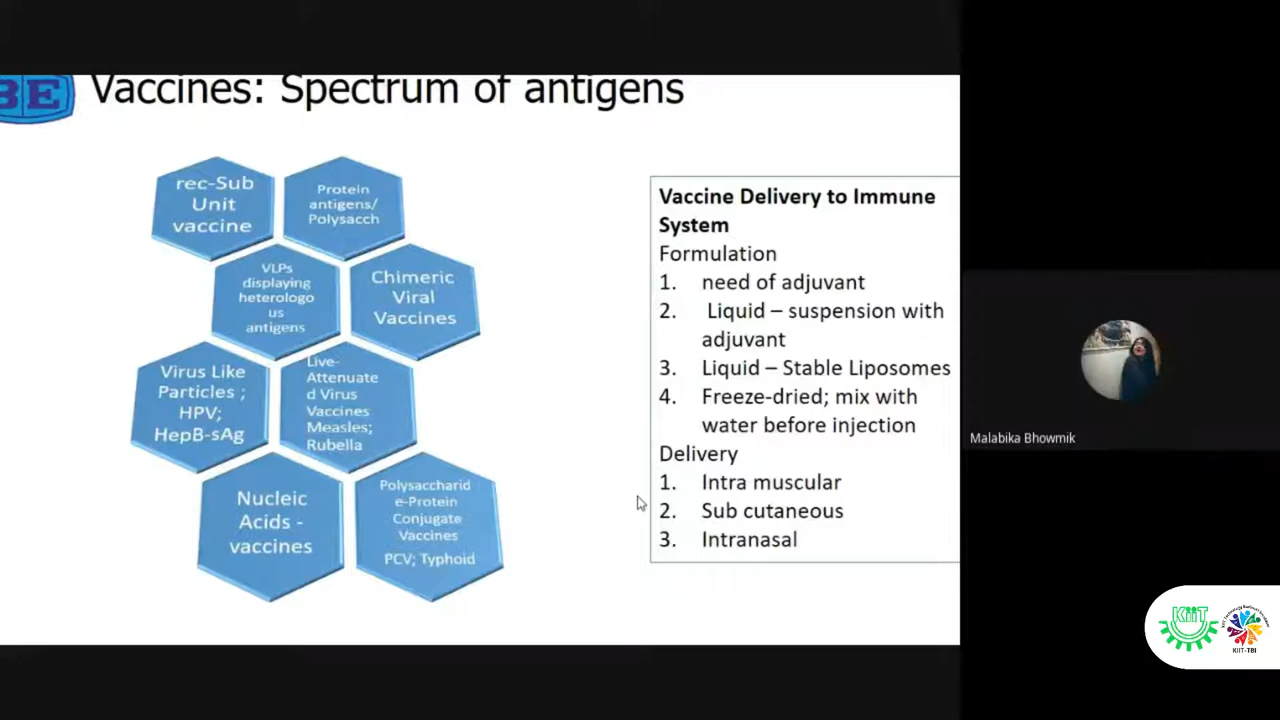 BE
Vaccines: Spectrum of antigens
rec-Sub
Unit
vaccine
Protein
antigens/
Polysacch
VLPs
displaying
heterologo
us
antigens
Chimeric
Viral
Vaccines
Virus Like
Particles ;
HPV;
HepB-sAg
Live-
Attenuate
d Virus
Vaccines
Measles;
Rubella
Nucleic
Acids -
vaccines
Polysaccharid
e-Protein
Conjugate
Vaccines
PCV; Typhoid
Vaccine Delivery to Immune
System
Formulation
1. need of adjuvant
2. Liquid – suspension with
adjuvant
3. Liquid – Stable Liposomes
4. Freeze-dried; mix with
water before injection
Delivery
1. Intra muscular
2. Sub cutaneous
3. Intranasal
Malabika Bhowmik
KiiT
KIIT-TBI